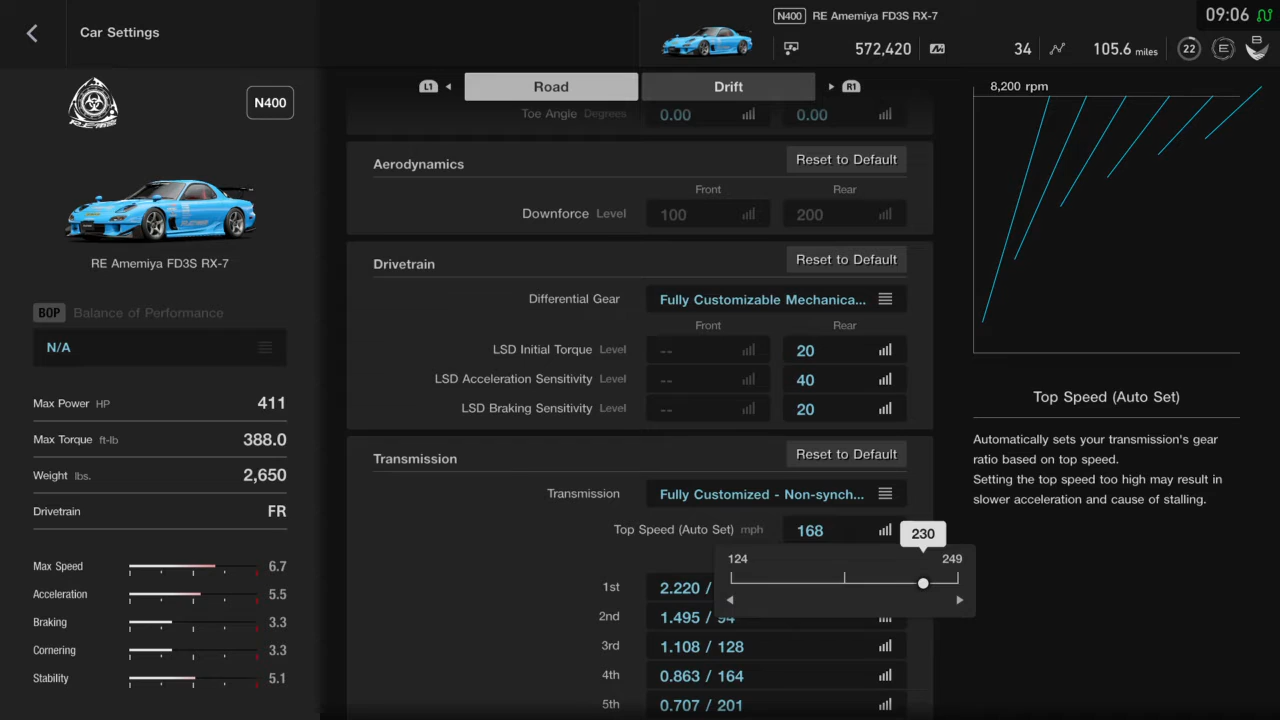 Car Settings
N400 RE Amemiya FD3S RX-7
572,420
34
105.6 miles
22
E
B
09:06
N400
RE Amemiya FD3S RX-7
BOP Balance of Performance
N/A
Max Power HP 411
Max Torque ft-lb 388.0
Weight lbs. 2,650
Drivetrain FR
Max Speed 6.7
Acceleration 5.5
Braking 3.3
Cornering 3.3
Stability 5.1
L1 Road Drift R1
Toe Angle Degrees 0.00 0.00
Aerodynamics Reset to Default
Front Rear
Downforce Level 100 200
Drivetrain Reset to Default
Differential Gear Fully Customizable Mechanica...
Front Rear
LSD Initial Torque Level -- 20
LSD Acceleration Sensitivity Level -- 40
LSD Braking Sensitivity Level -- 20
Transmission Reset to Default
Transmission Fully Customized - Non-synch...
Top Speed (Auto Set) mph 168
230
124 249
1st 2.220 /
2nd 1.495 / 94
3rd 1.108 / 128
4th 0.863 / 164
5th 0.707 / 201
8,200 rpm
Top Speed (Auto Set)
Automatically sets your transmission's gear
ratio based on top speed.
Setting the top speed too high may result in
slower acceleration and cause of stalling.